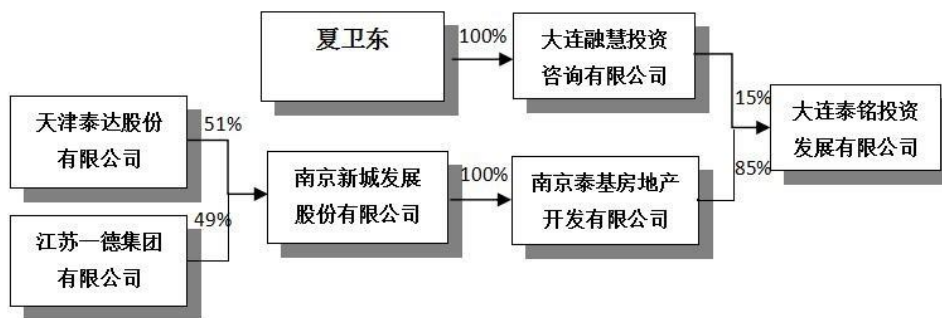 夏卫东
100%
大连融慧投资
咨询有限公司
天津泰达股份
有限公司
51%
15%
大连泰铭投资
发展有限公司
南京新城发展
股份有限公司
100%
南京泰基房地产
开发有限公司
85%
江苏一德集团
有限公司
49%